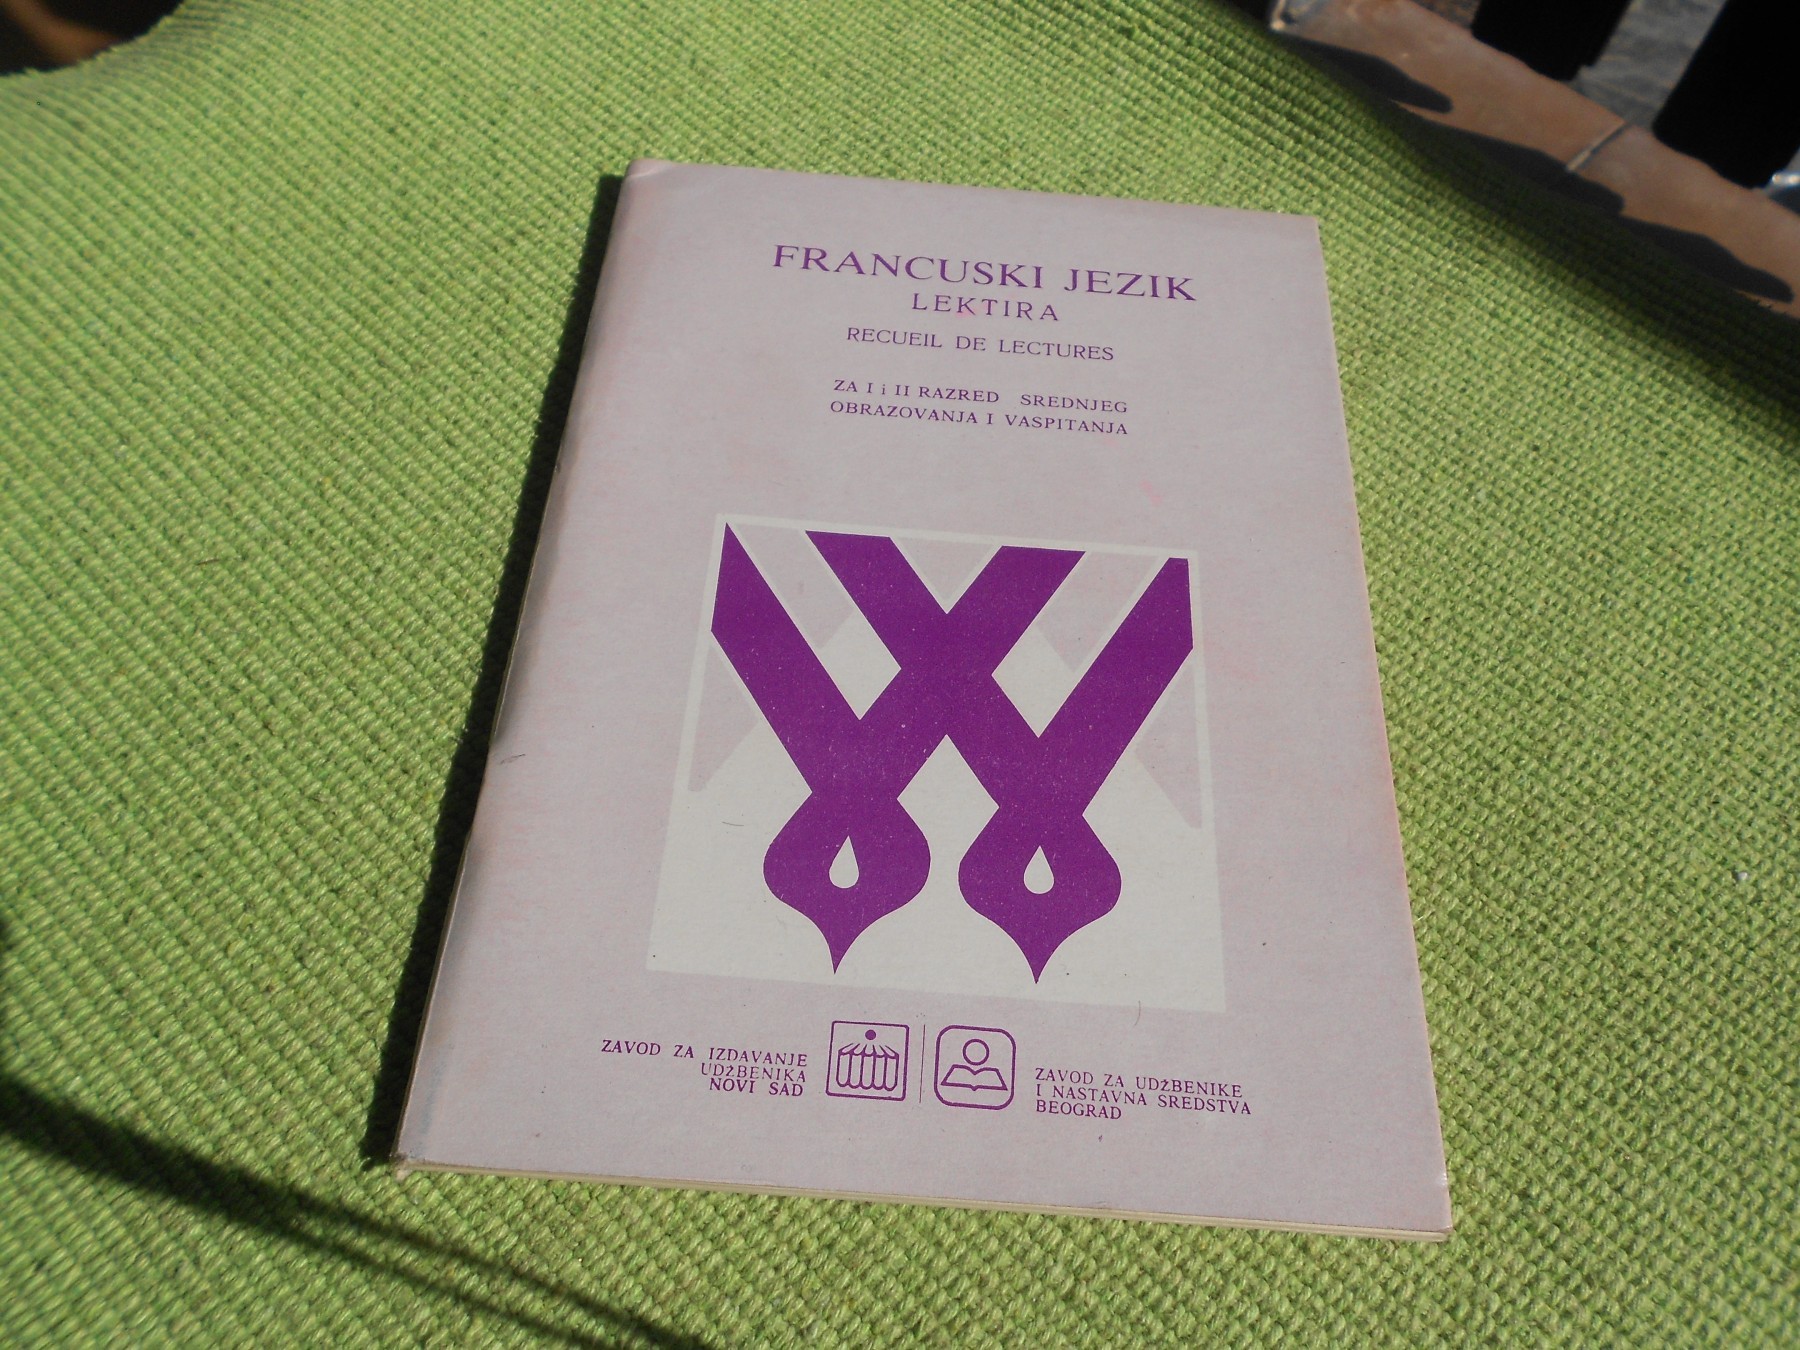 FRANCUSKI JEZIK
LEKTIRA
RECUEIL DE LECTURES
ZA I i II RAZRED SREDNJEG
OBRAZOVANJA I VASPITANJA
ZAVOD ZA IZDAVANJE
UDŽBENIKA
NOVI SAD
ZAVOD ZA UDŽBENIKE
I NASTAVNA SREDSTVA
BEOGRAD